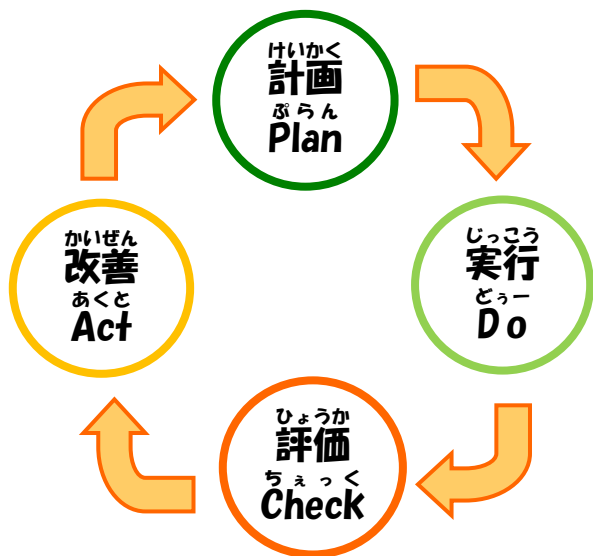 けいかく
計画
ぷらん
Plan
じっこう
実行
どぅー
Do
ひょうか
評価
ちぇっく
Check
かいぜん
改善
あくと
Act